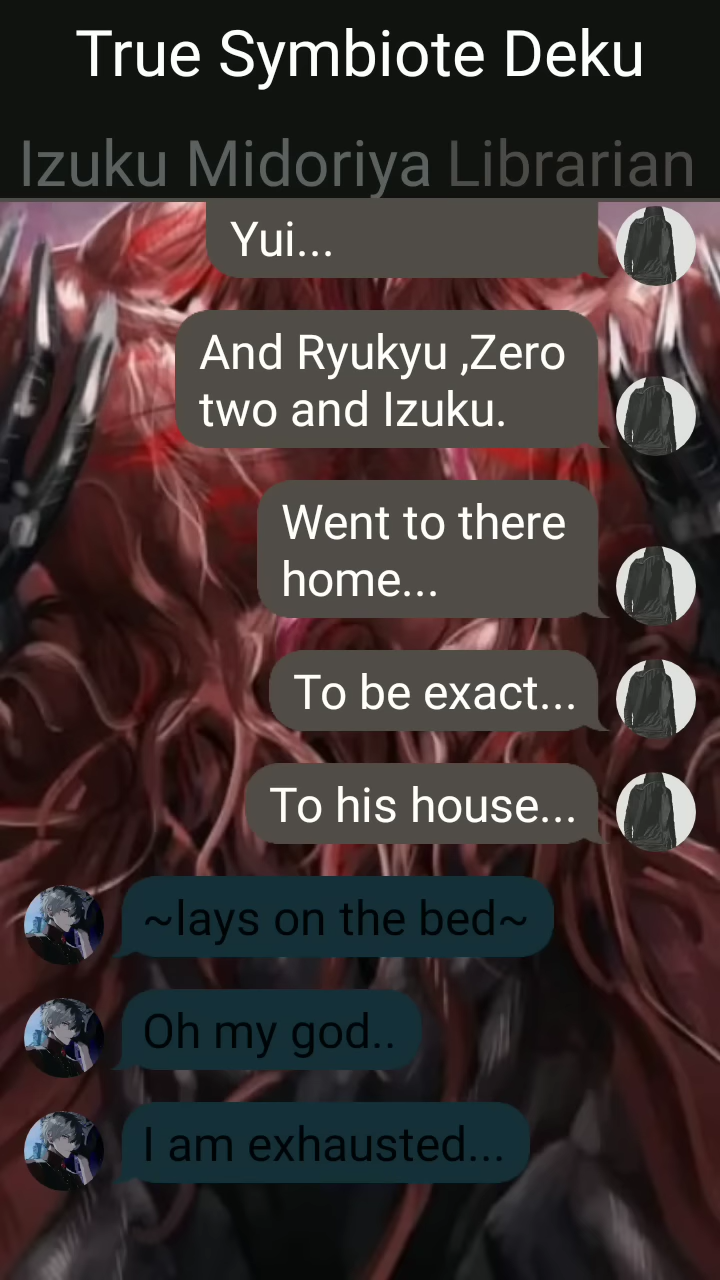 True Symbiote Deku
Izuku Midoriya Librarian
Yui...
And Ryukyu ,Zero
two and Izuku.
Went to there
home...
To be exact...
To his house...
~lays on the bed~
Oh my god..
I am exhausted...